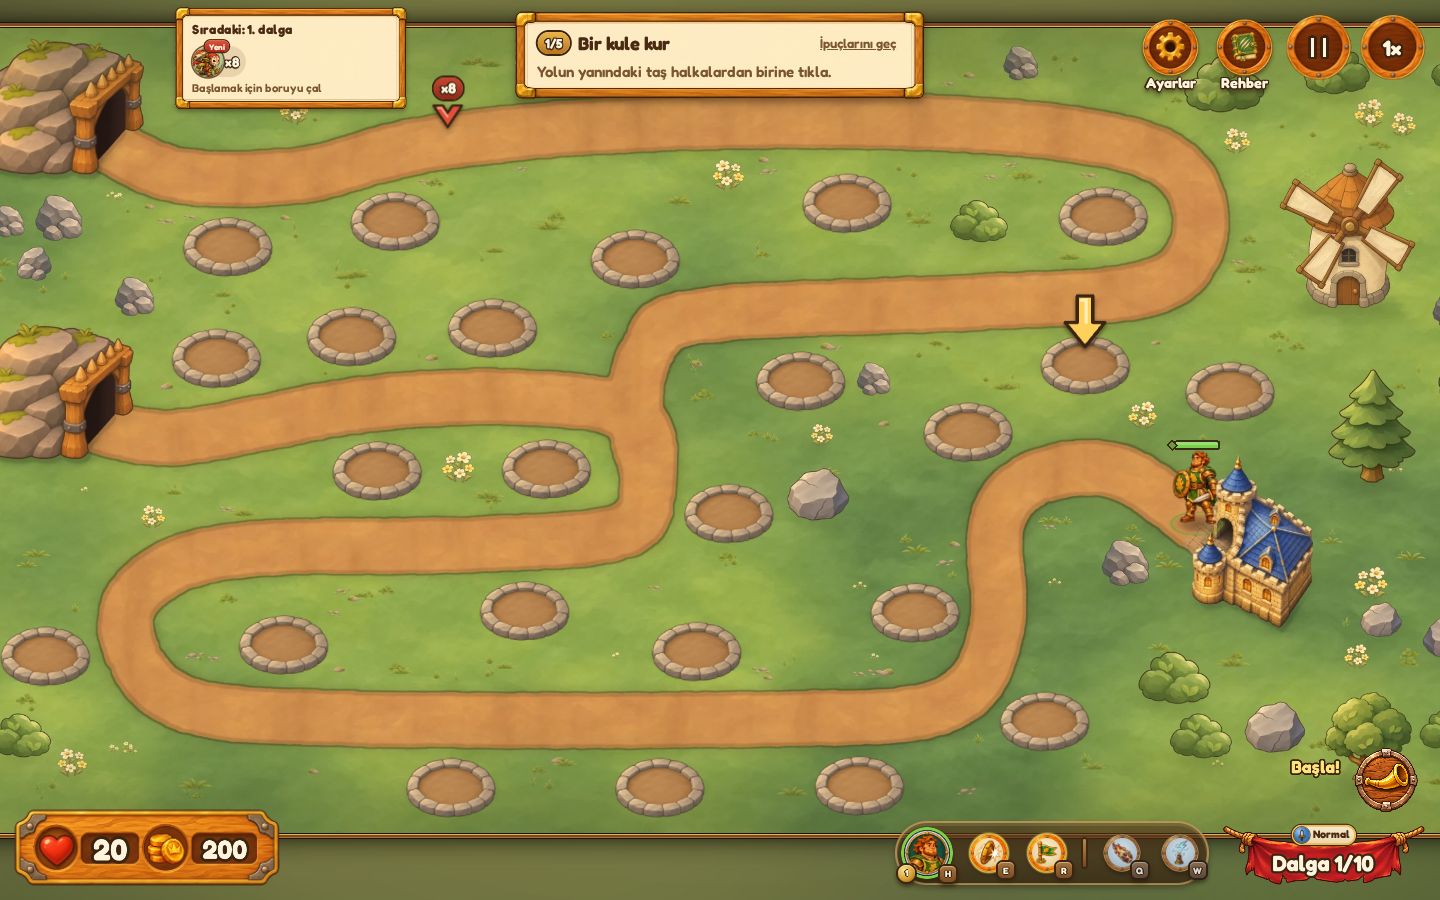 Sıradaki: 1. dalga
Yeni
x8
Başlamak için boruyu çal
x8
1/5
Bir kule kur
İpuçlarını geç
Yolun yanındaki taş halkalardan birine tıkla.
1x
Ayarlar
Rehber
Başla!
20
200
1
H
E
R
Q
W
Normal
Dalga 1/10